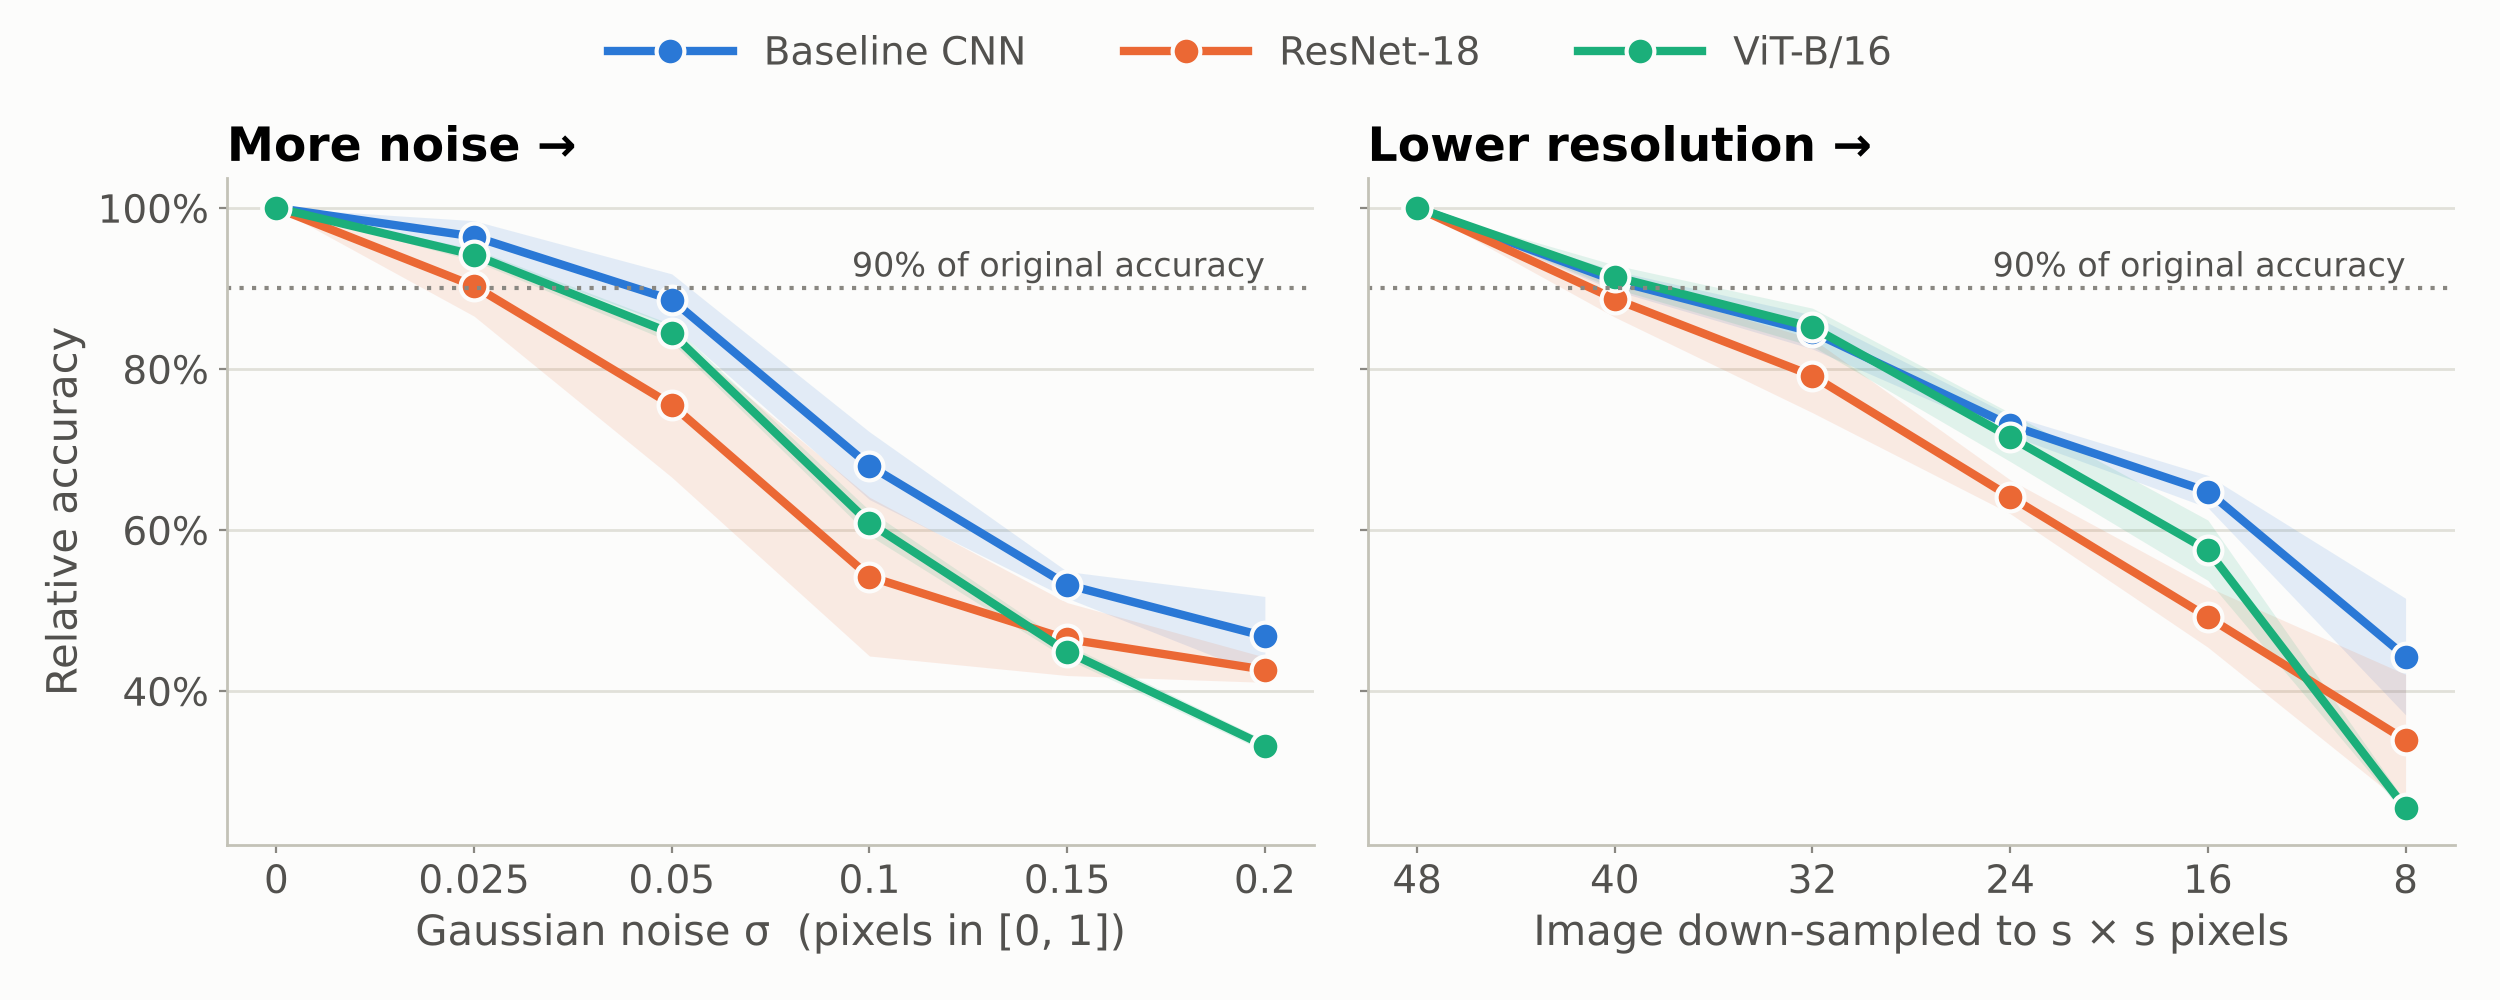 Baseline CNN
ResNet-18
ViT-B/16
More noise →
Lower resolution →
Relative accuracy
100%
80%
60%
40%
90% of original accuracy
90% of original accuracy
0 0.025 0.05 0.1 0.15 0.2
48 40 32 24 16 8
Gaussian noise σ (pixels in [0, 1])
Image down-sampled to s × s pixels